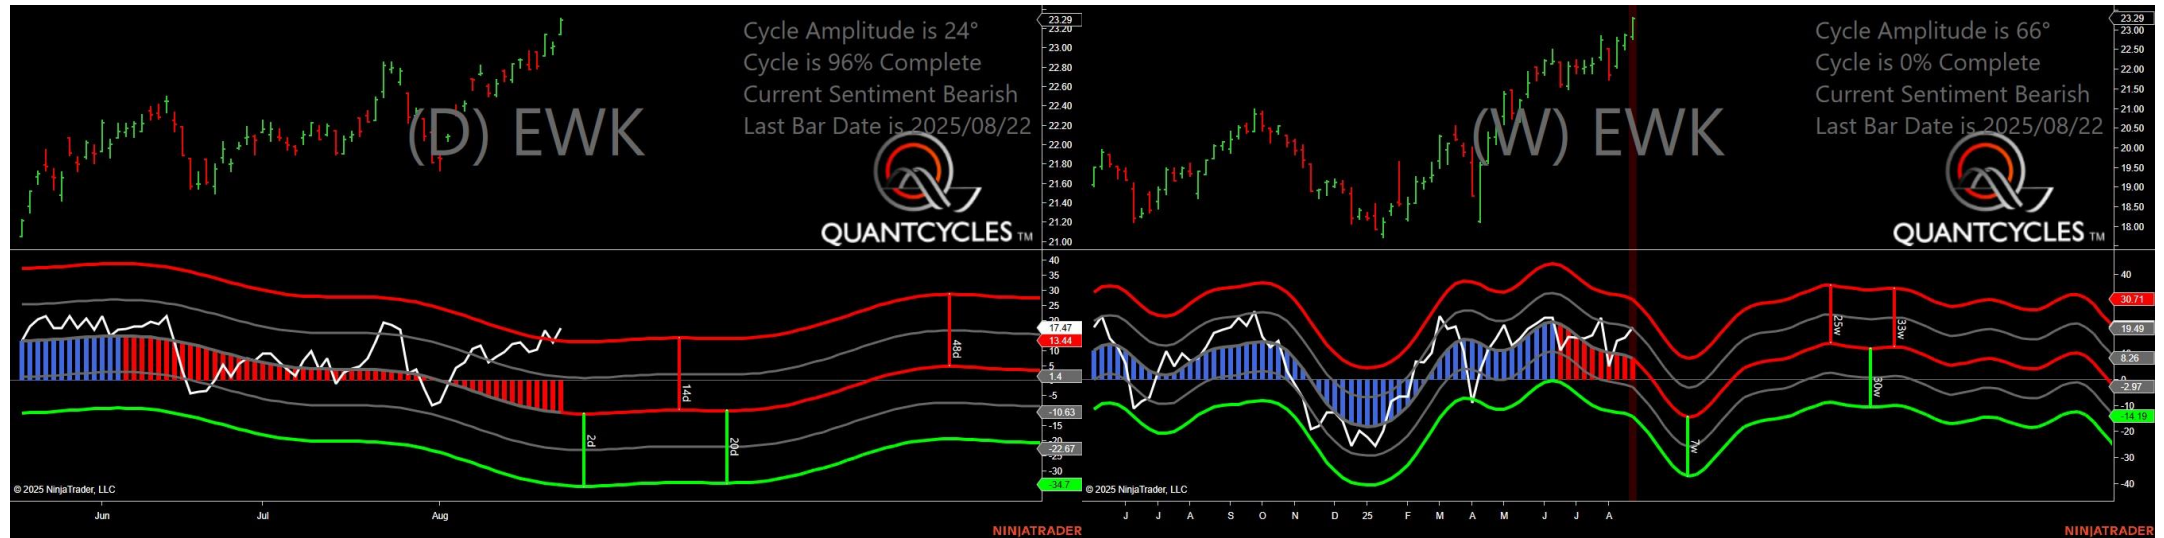 Cycle Amplitude is 24°
Cycle is 96% Complete
Current Sentiment Bearish
Last Bar Date is 2025/08/22
(D) EWK
QUANTCYCLES TM
23.29
23.20
23.00
22.80
22.60
22.40
22.20
22.00
21.80
21.60
21.40
21.20
21.00
40
35
30
25
17.47
13.44
10
5
1.4
-5
-10.63
-15
-22.67
-30
-34.7
2d
14d
20d
48d
© 2025 NinjaTrader, LLC
Jun
Jul
Aug
NINJATRADER
Cycle Amplitude is 66°
Cycle is 0% Complete
Current Sentiment Bearish
Last Bar Date is 2025/08/22
(W) EWK
QUANTCYCLES TM
23.29
23.00
22.50
22.00
21.50
21.00
20.50
20.00
19.50
19.00
18.50
18.00
40
30.71
19.49
8.26
-2.97
-10
-14.19
-20
-30
-40
7w
25w
30w
33w
© 2025 NinjaTrader, LLC
J J A S O N D 25 F M A M J J A
NINJATRADER